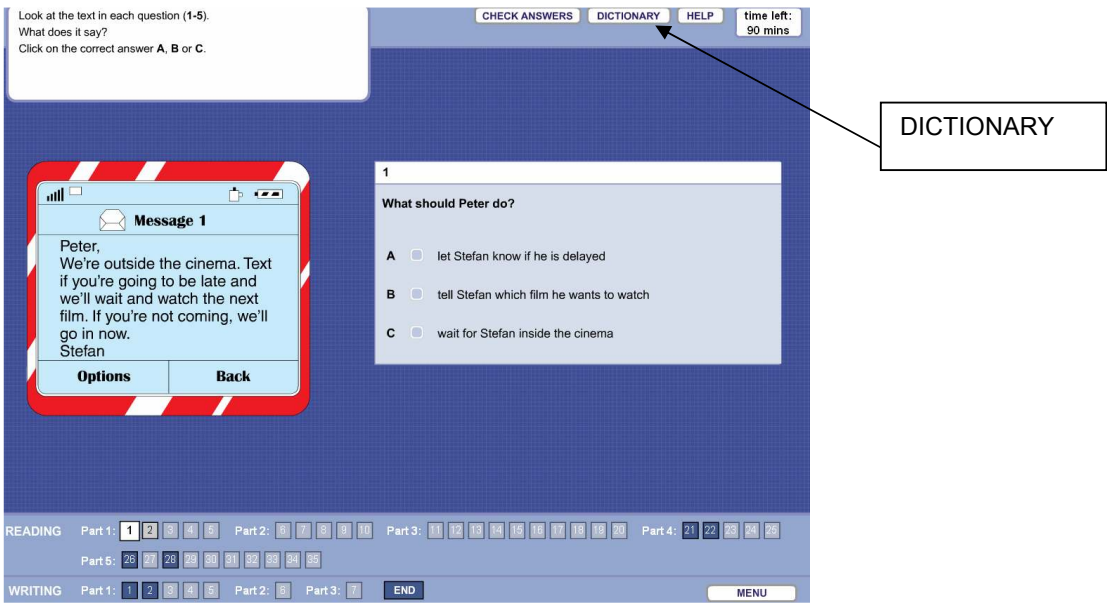 Look at the text in each question (1-5).
What does it say?
Click on the correct answer A, B or C.
CHECK ANSWERS DICTIONARY HELP time left:
90 mins
DICTIONARY
Message 1
Peter,
We're outside the cinema. Text
if you're going to be late and
we'll wait and watch the next
film. If you're not coming, we'll
go in now.
Stefan
Options Back
1
What should Peter do?
A let Stefan know if he is delayed
B tell Stefan which film he wants to watch
C wait for Stefan inside the cinema
READING Part 1: 1 2 3 4 5 Part 2: 6 7 8 9 10 Part 3: 11 12 13 14 15 16 17 18 19 20 Part 4: 21 22 23 24 25
Part 5: 26 27 28 29 30 31 32 33 34 35
WRITING Part 1: 1 2 3 4 5 Part 2: 6 Part 3: 7 END MENU